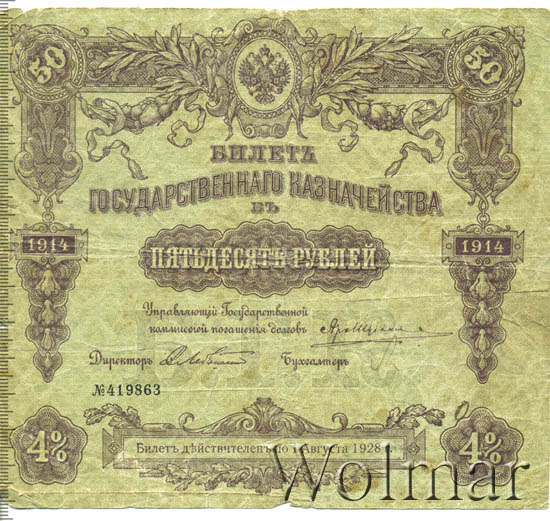 50 50
БИЛЕТЪ
ГОСУДАРСТВЕННАГО КАЗНАЧЕЙСТВА
ВЪ
1914 1914
ПЯТЬДЕСЯТЪ РУБЛЕЙ
Управляющій Государственной
коммиссіей погашенія долговъ
Директоръ Бухгалтеръ
№419863
4% 4%
Билетъ дѣйствителенъ по 1 Августа 1928 г.
Wolmar